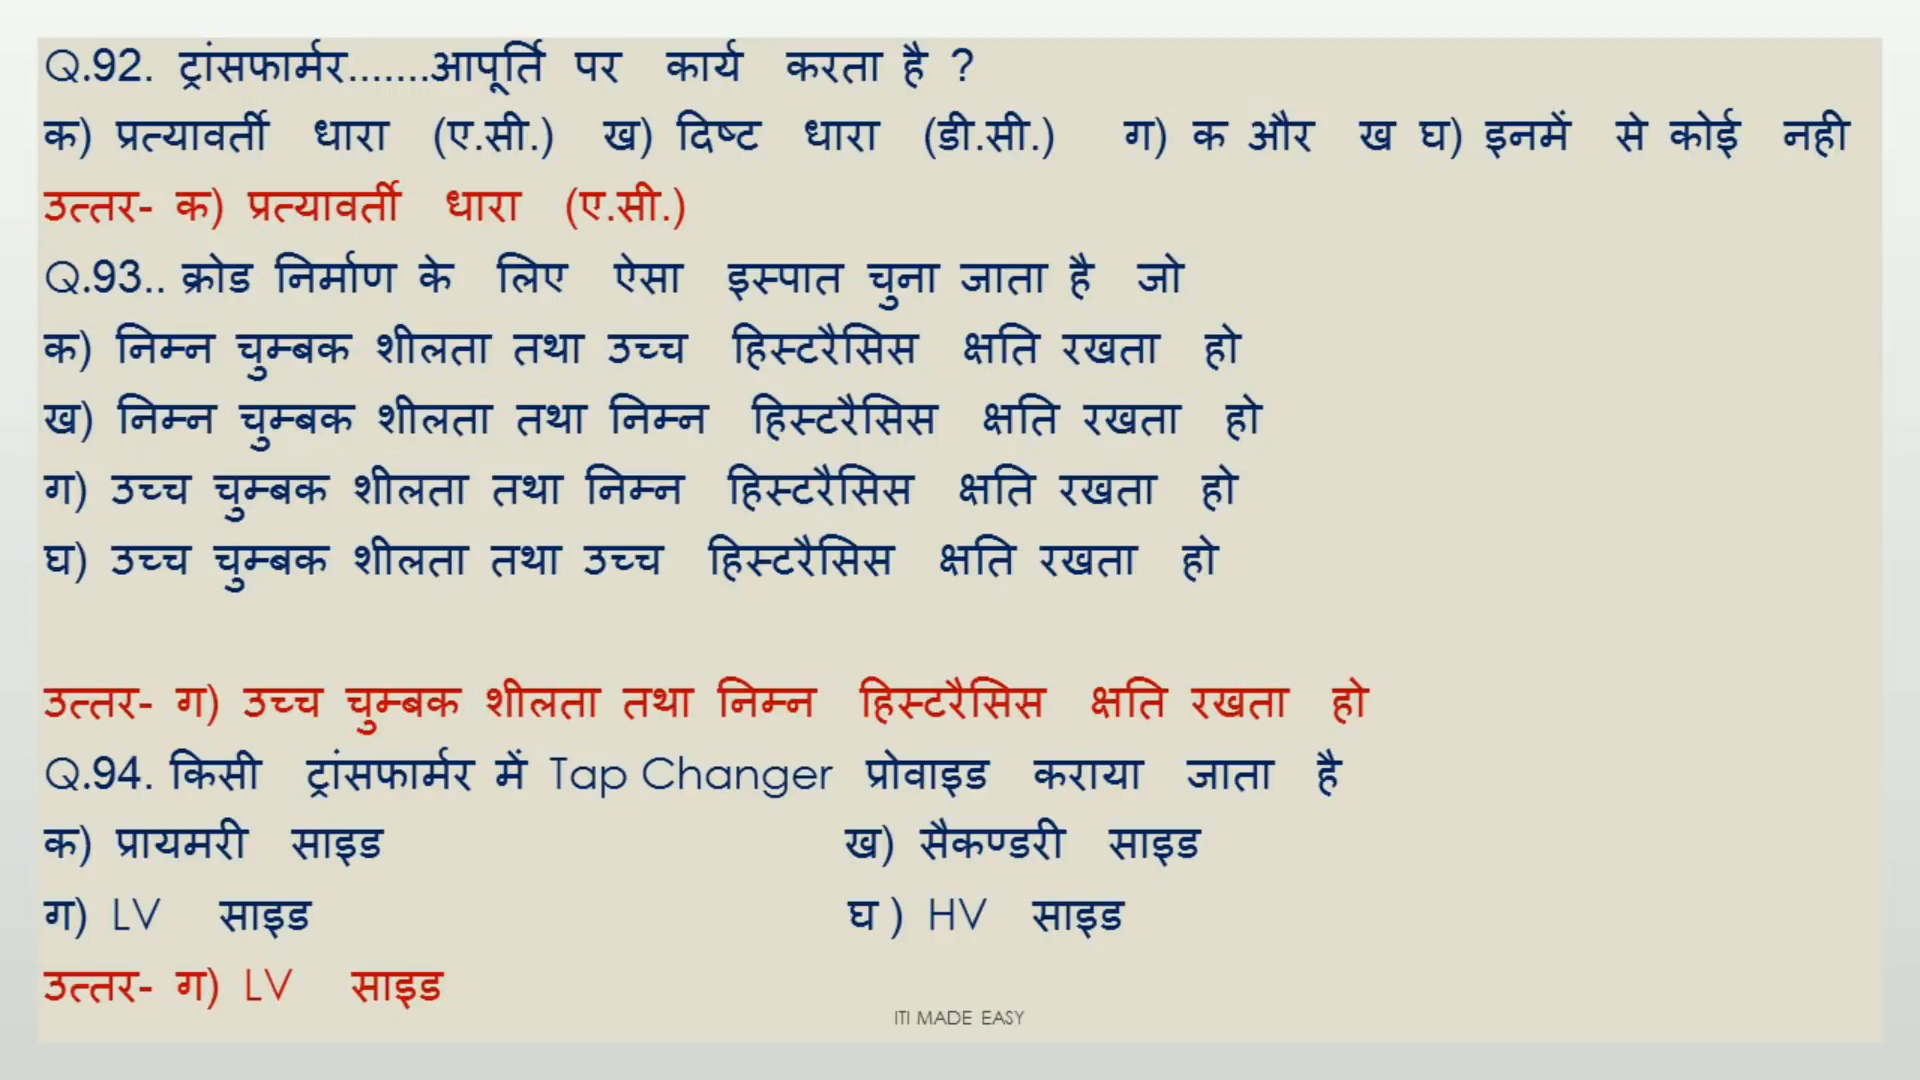 Q.92. ट्रांसफार्मर.......आपूर्ति पर कार्य करता है ?
क) प्रत्यावर्ती धारा (ए.सी.) ख) दिष्ट धारा (डी.सी.) ग) क और ख घ) इनमें से कोई नही
उत्तर- क) प्रत्यावर्ती धारा (ए.सी.)
Q.93.. क्रोड निर्माण के लिए ऐसा इस्पात चुना जाता है जो
क) निम्न चुम्बक शीलता तथा उच्च हिस्टरैसिस क्षति रखता हो
ख) निम्न चुम्बक शीलता तथा निम्न हिस्टरैसिस क्षति रखता हो
ग) उच्च चुम्बक शीलता तथा निम्न हिस्टरैसिस क्षति रखता हो
घ) उच्च चुम्बक शीलता तथा उच्च हिस्टरैसिस क्षति रखता हो
उत्तर- ग) उच्च चुम्बक शीलता तथा निम्न हिस्टरैसिस क्षति रखता हो
Q.94. किसी ट्रांसफार्मर में Tap Changer प्रोवाइड कराया जाता है
क) प्रायमरी साइड ख) सैकण्डरी साइड
ग) LV साइड घ ) HV साइड
उत्तर- ग) LV साइड
ITI MADE EASY